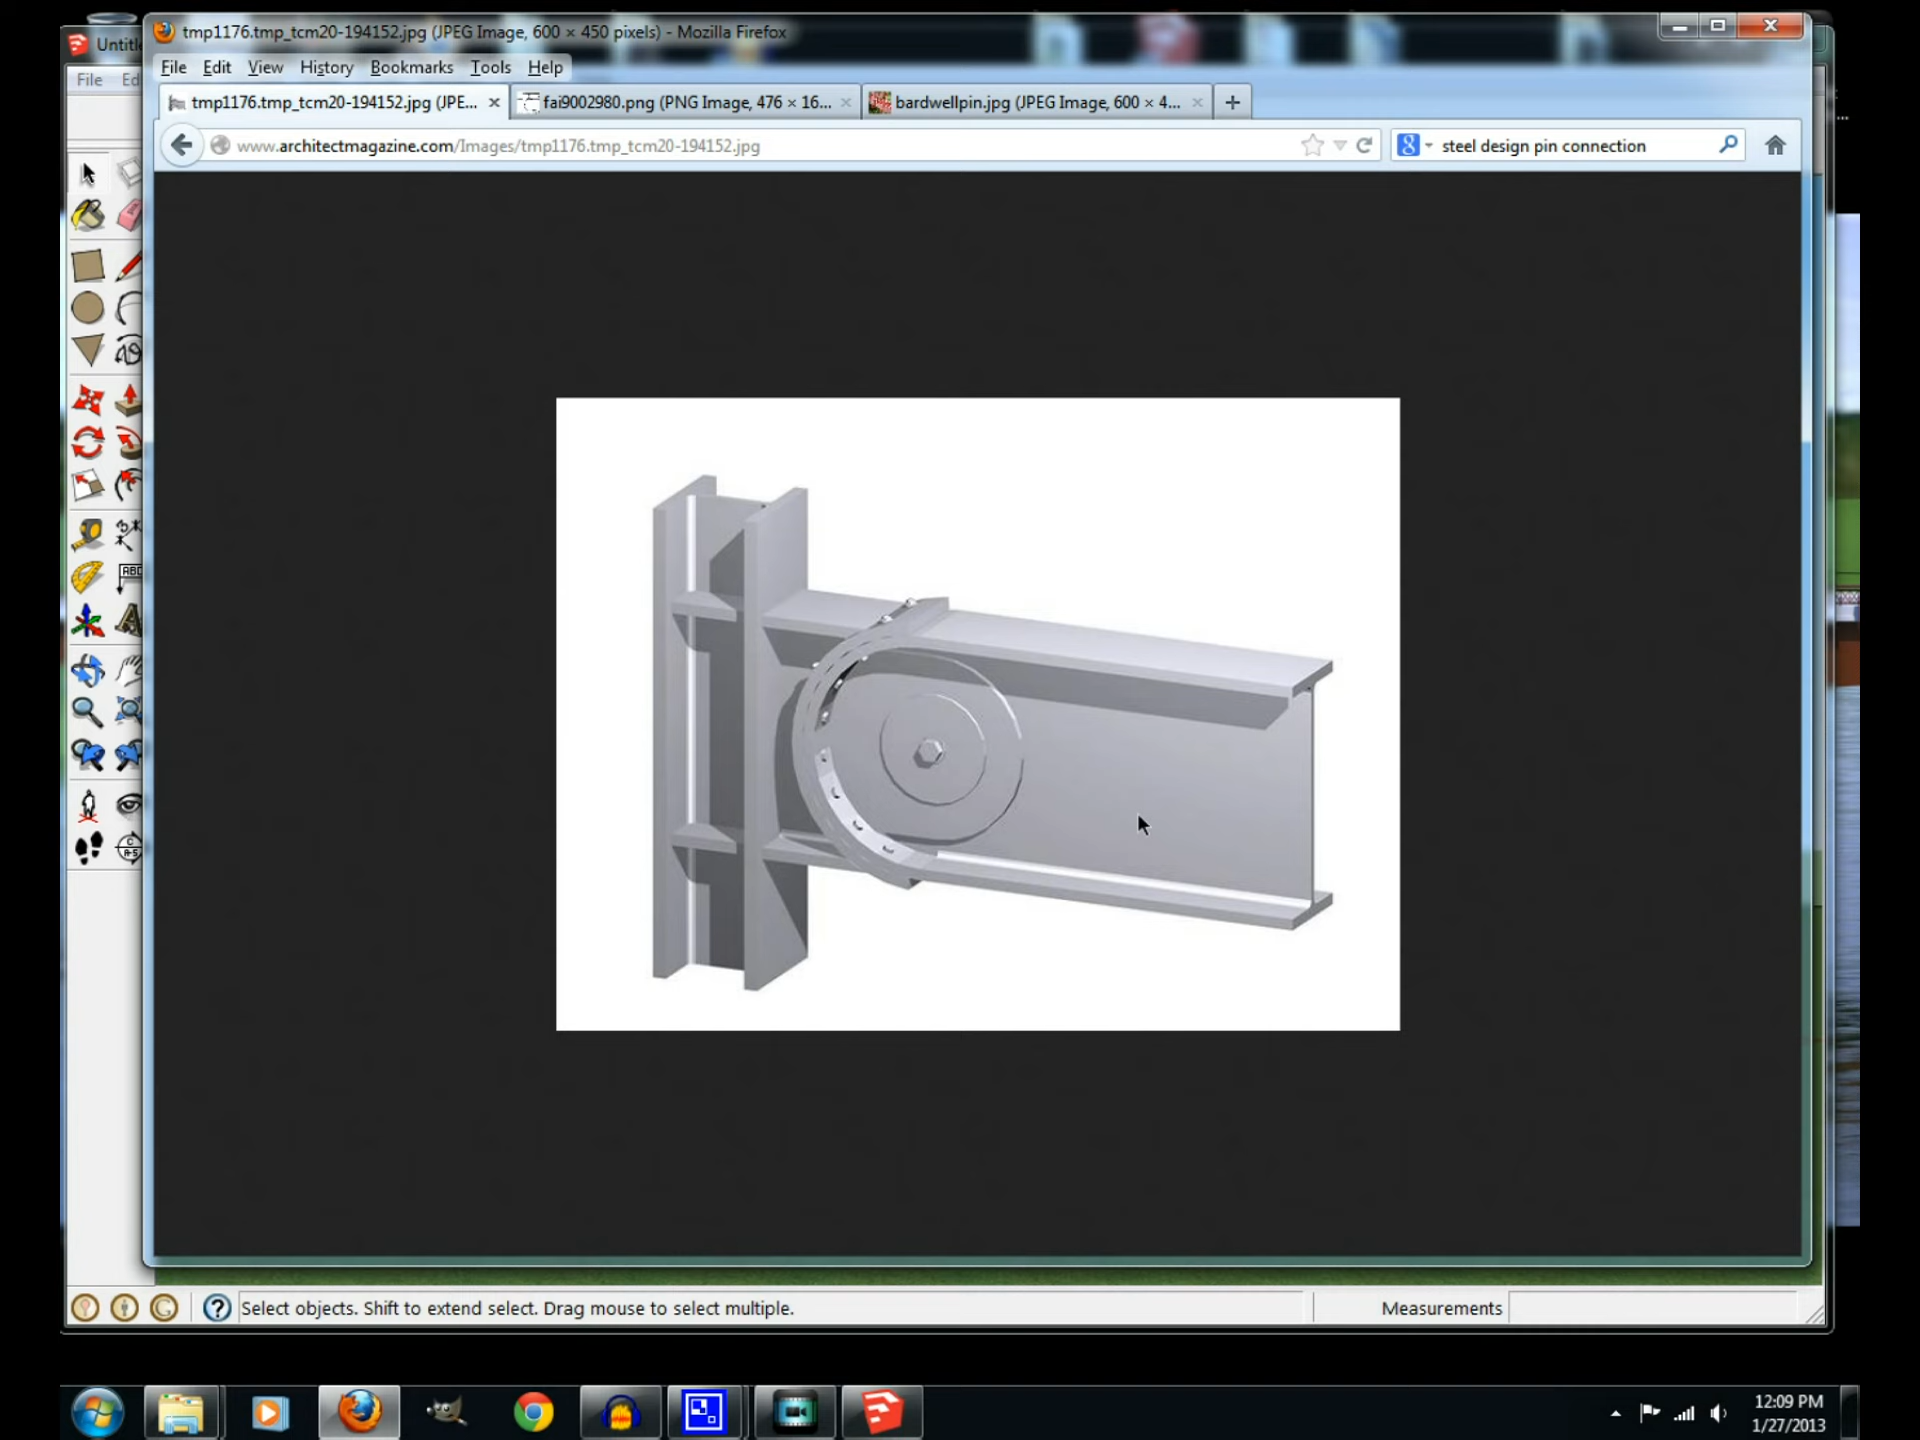 tmp1176.tmp_tcm20-194152.jpg (JPEG Image, 600 × 450 pixels) - Mozilla Firefox
File Edit View History Bookmarks Tools Help
tmp1176.tmp_tcm20-194152.jpg (JPE... fai9002980.png (PNG Image, 476 × 16... bardwellpin.jpg (JPEG Image, 600 × 4...
www.architectmagazine.com/Images/tmp1176.tmp_tcm20-194152.jpg
steel design pin connection
File
ABC
Select objects. Shift to extend select. Drag mouse to select multiple.
Measurements
12:09 PM
1/27/2013